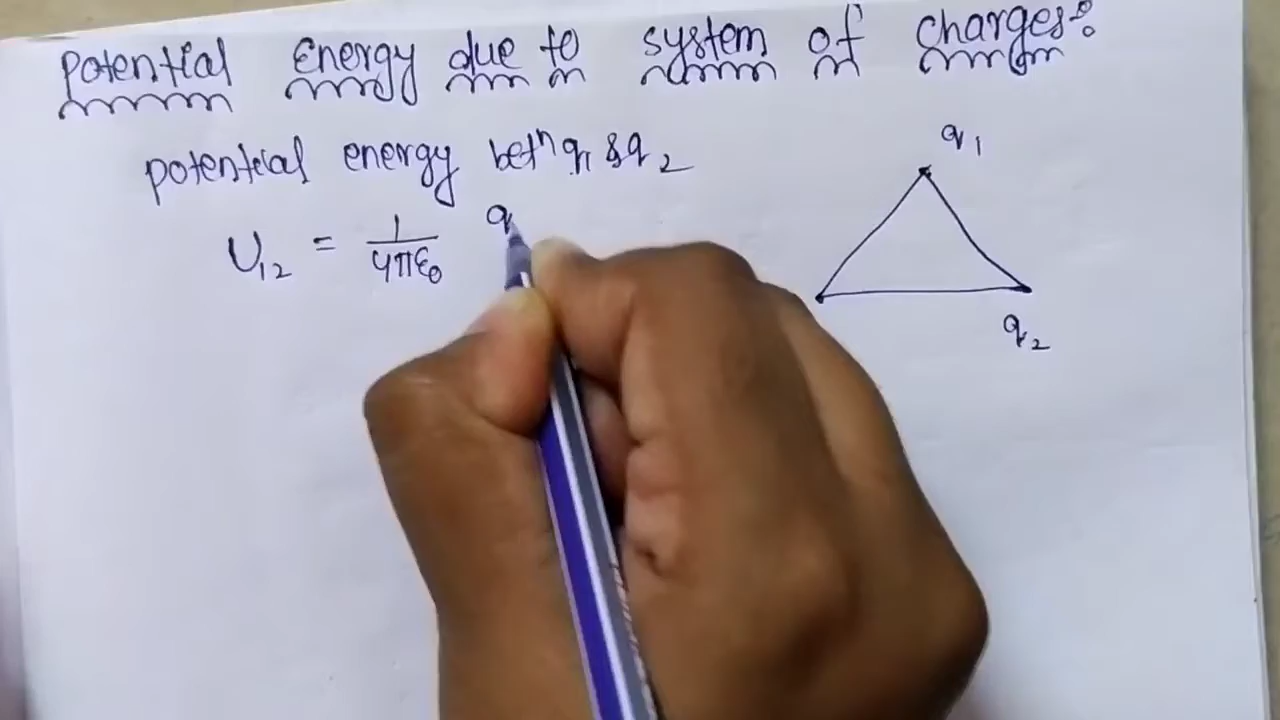 Potential Energy due to system of charges:
potential energy betⁿ q1 & q2
U12 = 1/4πε0 q
q1
q2